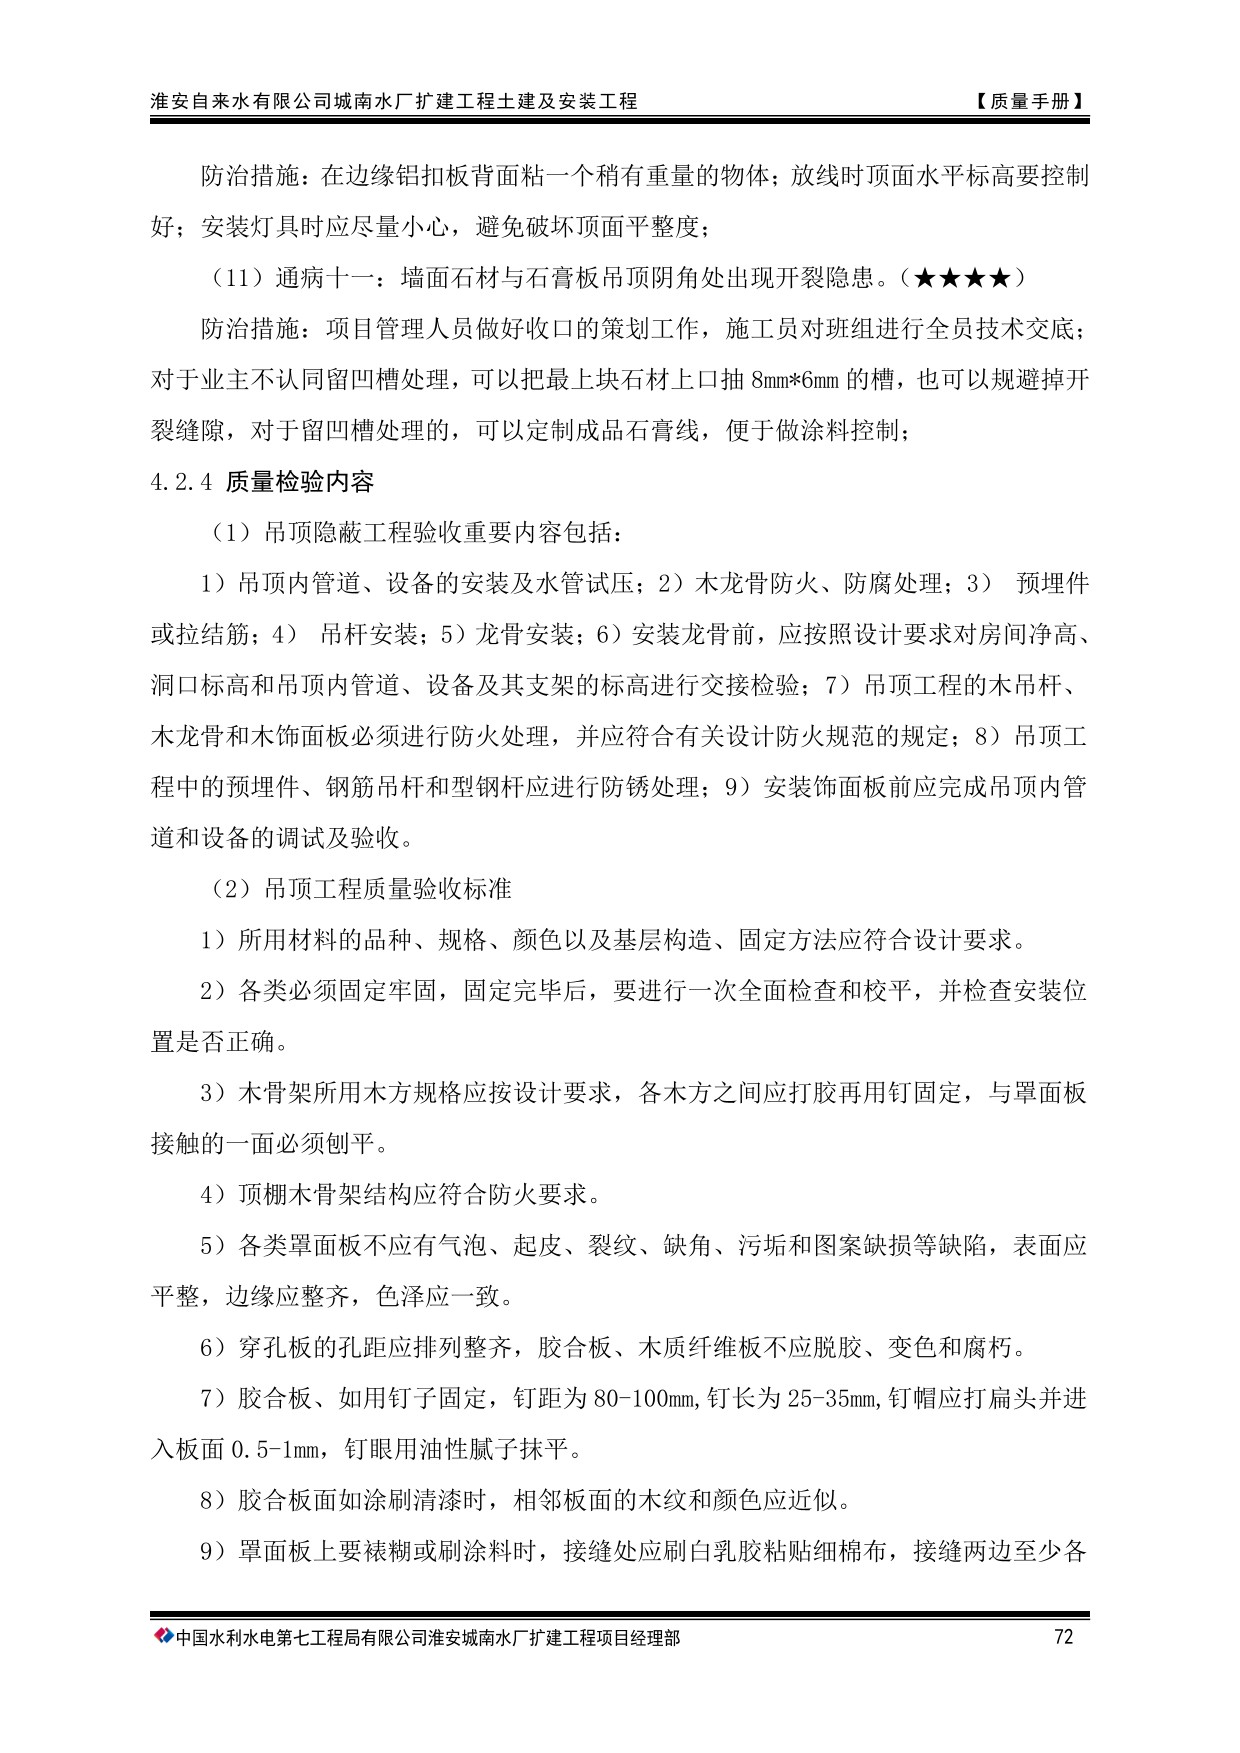 淮安自来水有限公司城南水厂扩建工程土建及安装工程 【质量手册】
防治措施：在边缘铝扣板背面粘一个稍有重量的物体；放线时顶面水平标高要控制
好；安装灯具时应尽量小心，避免破坏顶面平整度；
（11）通病十一：墙面石材与石膏板吊顶阴角处出现开裂隐患。（★★★★）
防治措施：项目管理人员做好收口的策划工作，施工员对班组进行全员技术交底；
对于业主不认同留凹槽处理，可以把最上块石材上口抽 8mm*6mm 的槽，也可以规避掉开
裂缝隙，对于留凹槽处理的，可以定制成品石膏线，便于做涂料控制；
4.2.4 质量检验内容
（1）吊顶隐蔽工程验收重要内容包括：
1）吊顶内管道、设备的安装及水管试压；2）木龙骨防火、防腐处理；3） 预埋件
或拉结筋；4） 吊杆安装；5）龙骨安装；6）安装龙骨前，应按照设计要求对房间净高、
洞口标高和吊顶内管道、设备及其支架的标高进行交接检验；7）吊顶工程的木吊杆、
木龙骨和木饰面板必须进行防火处理，并应符合有关设计防火规范的规定；8）吊顶工
程中的预埋件、钢筋吊杆和型钢杆应进行防锈处理；9）安装饰面板前应完成吊顶内管
道和设备的调试及验收。
（2）吊顶工程质量验收标准
1）所用材料的品种、规格、颜色以及基层构造、固定方法应符合设计要求。
2）各类必须固定牢固，固定完毕后，要进行一次全面检查和校平，并检查安装位
置是否正确。
3）木骨架所用木方规格应按设计要求，各木方之间应打胶再用钉固定，与罩面板
接触的一面必须刨平。
4）顶棚木骨架结构应符合防火要求。
5）各类罩面板不应有气泡、起皮、裂纹、缺角、污垢和图案缺损等缺陷，表面应
平整，边缘应整齐，色泽应一致。
6）穿孔板的孔距应排列整齐，胶合板、木质纤维板不应脱胶、变色和腐朽。
7）胶合板、如用钉子固定，钉距为 80-100mm,钉长为 25-35mm,钉帽应打扁头并进
入板面 0.5-1mm，钉眼用油性腻子抹平。
8）胶合板面如涂刷清漆时，相邻板面的木纹和颜色应近似。
9）罩面板上要裱糊或刷涂料时，接缝处应刷白乳胶粘贴细棉布，接缝两边至少各
中国水利水电第七工程局有限公司淮安城南水厂扩建工程项目经理部 72